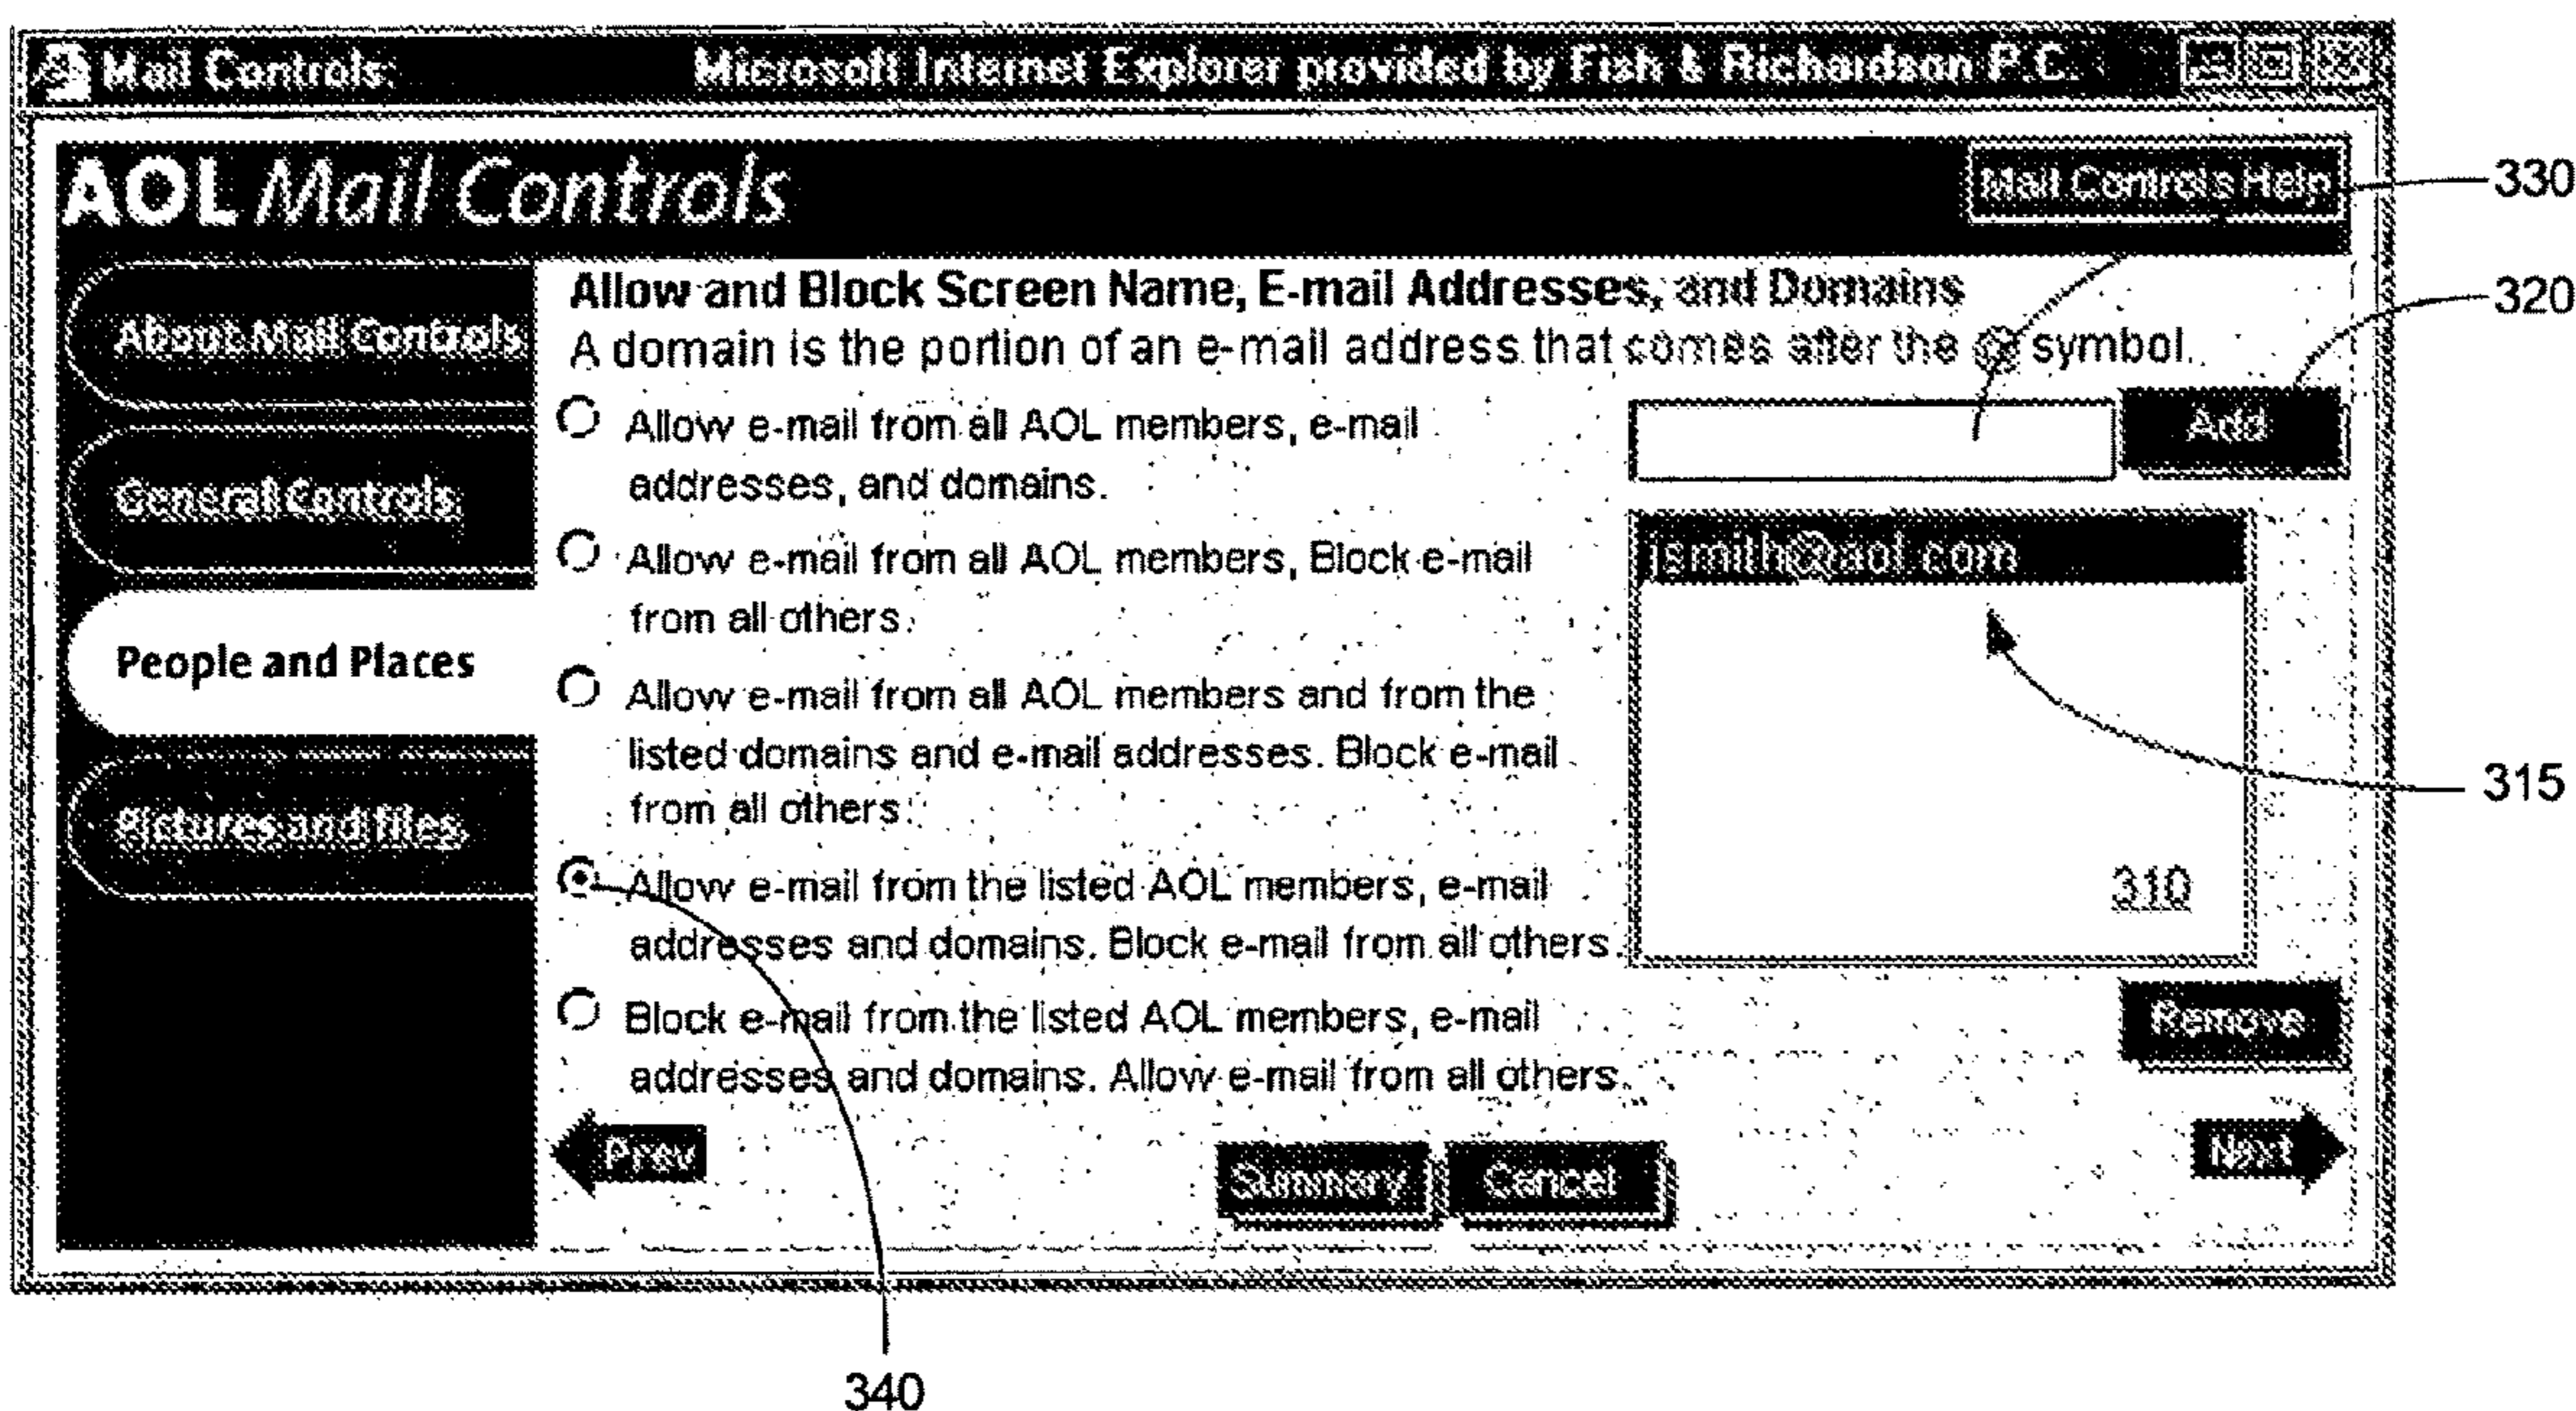 Mail Controls: Microsoft Internet Explorer provided by Fish & Richardson P.C.
AOL Mail Controls
Mail Controls Help
330
320
About Mail Controls
General Controls
People and Places
Pictures and files
Allow and Block Screen Name, E-mail Addresses, and Domains
A domain is the portion of an e-mail address that comes after the @ symbol.
Allow e-mail from all AOL members, e-mail
addresses, and domains.
Allow e-mail from all AOL members, Block e-mail
from all others.
Allow e-mail from all AOL members and from the
listed domains and e-mail addresses. Block e-mail
from all others.
Allow e-mail from the listed AOL members, e-mail
addresses and domains. Block e-mail from all others.
Block e-mail from the listed AOL members, e-mail
addresses and domains. Allow e-mail from all others.
Add
jsmith@aol.com
315
310
Remove
Prev
Summary
Cancel
Next
340